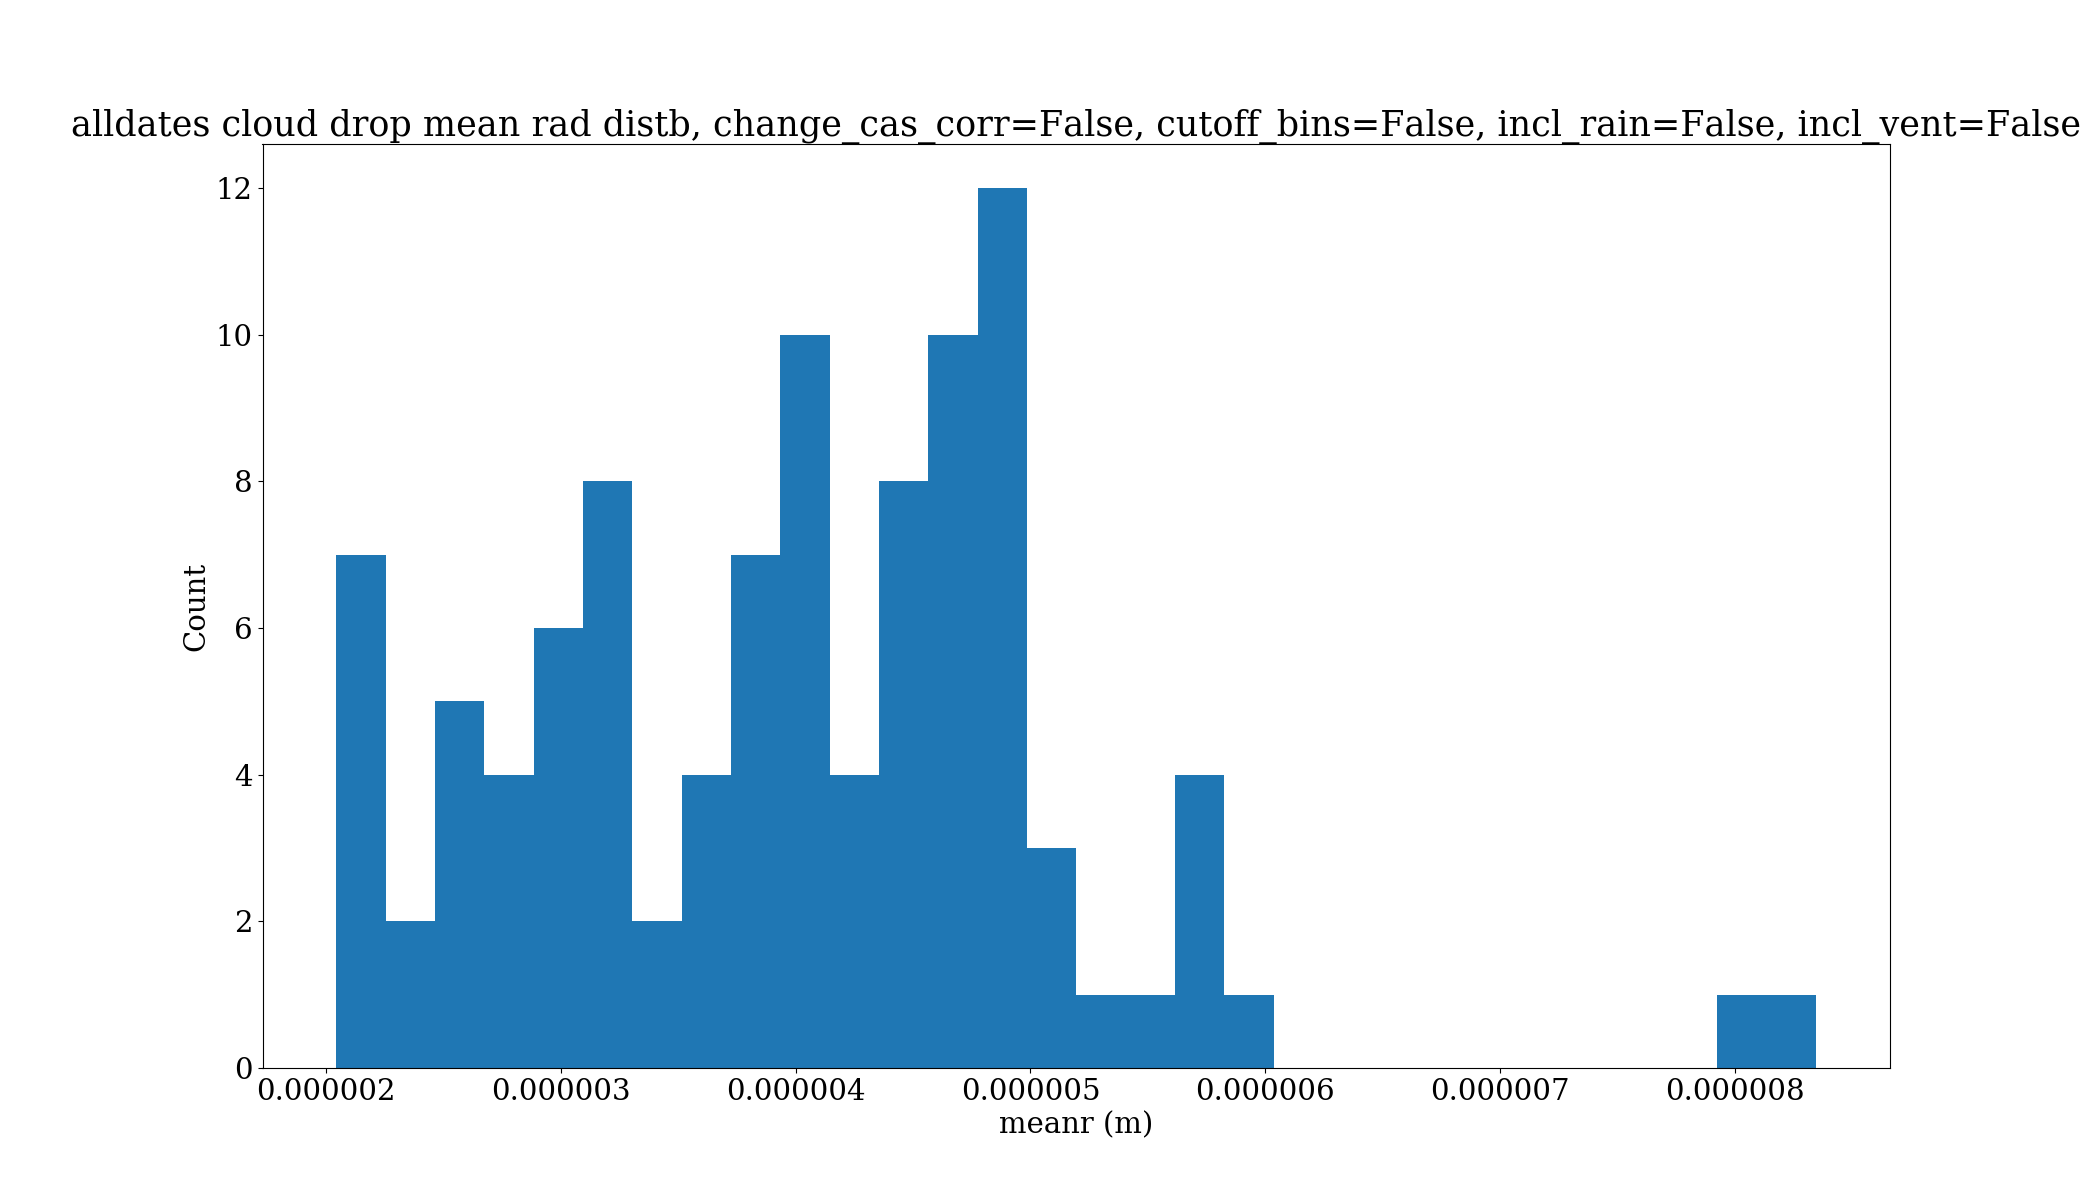 alldates cloud drop mean rad distb, change_cas_corr=False, cutoff_bins=False, incl_rain=False, incl_vent=False
12
10
8
6
4
2
0
Count
0.000002 0.000003 0.000004 0.000005 0.000006 0.000007 0.000008
meanr (m)